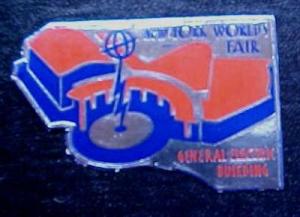 NEW YORK WORLD'S
FAIR
GENERAL ELECTRIC
BUILDING